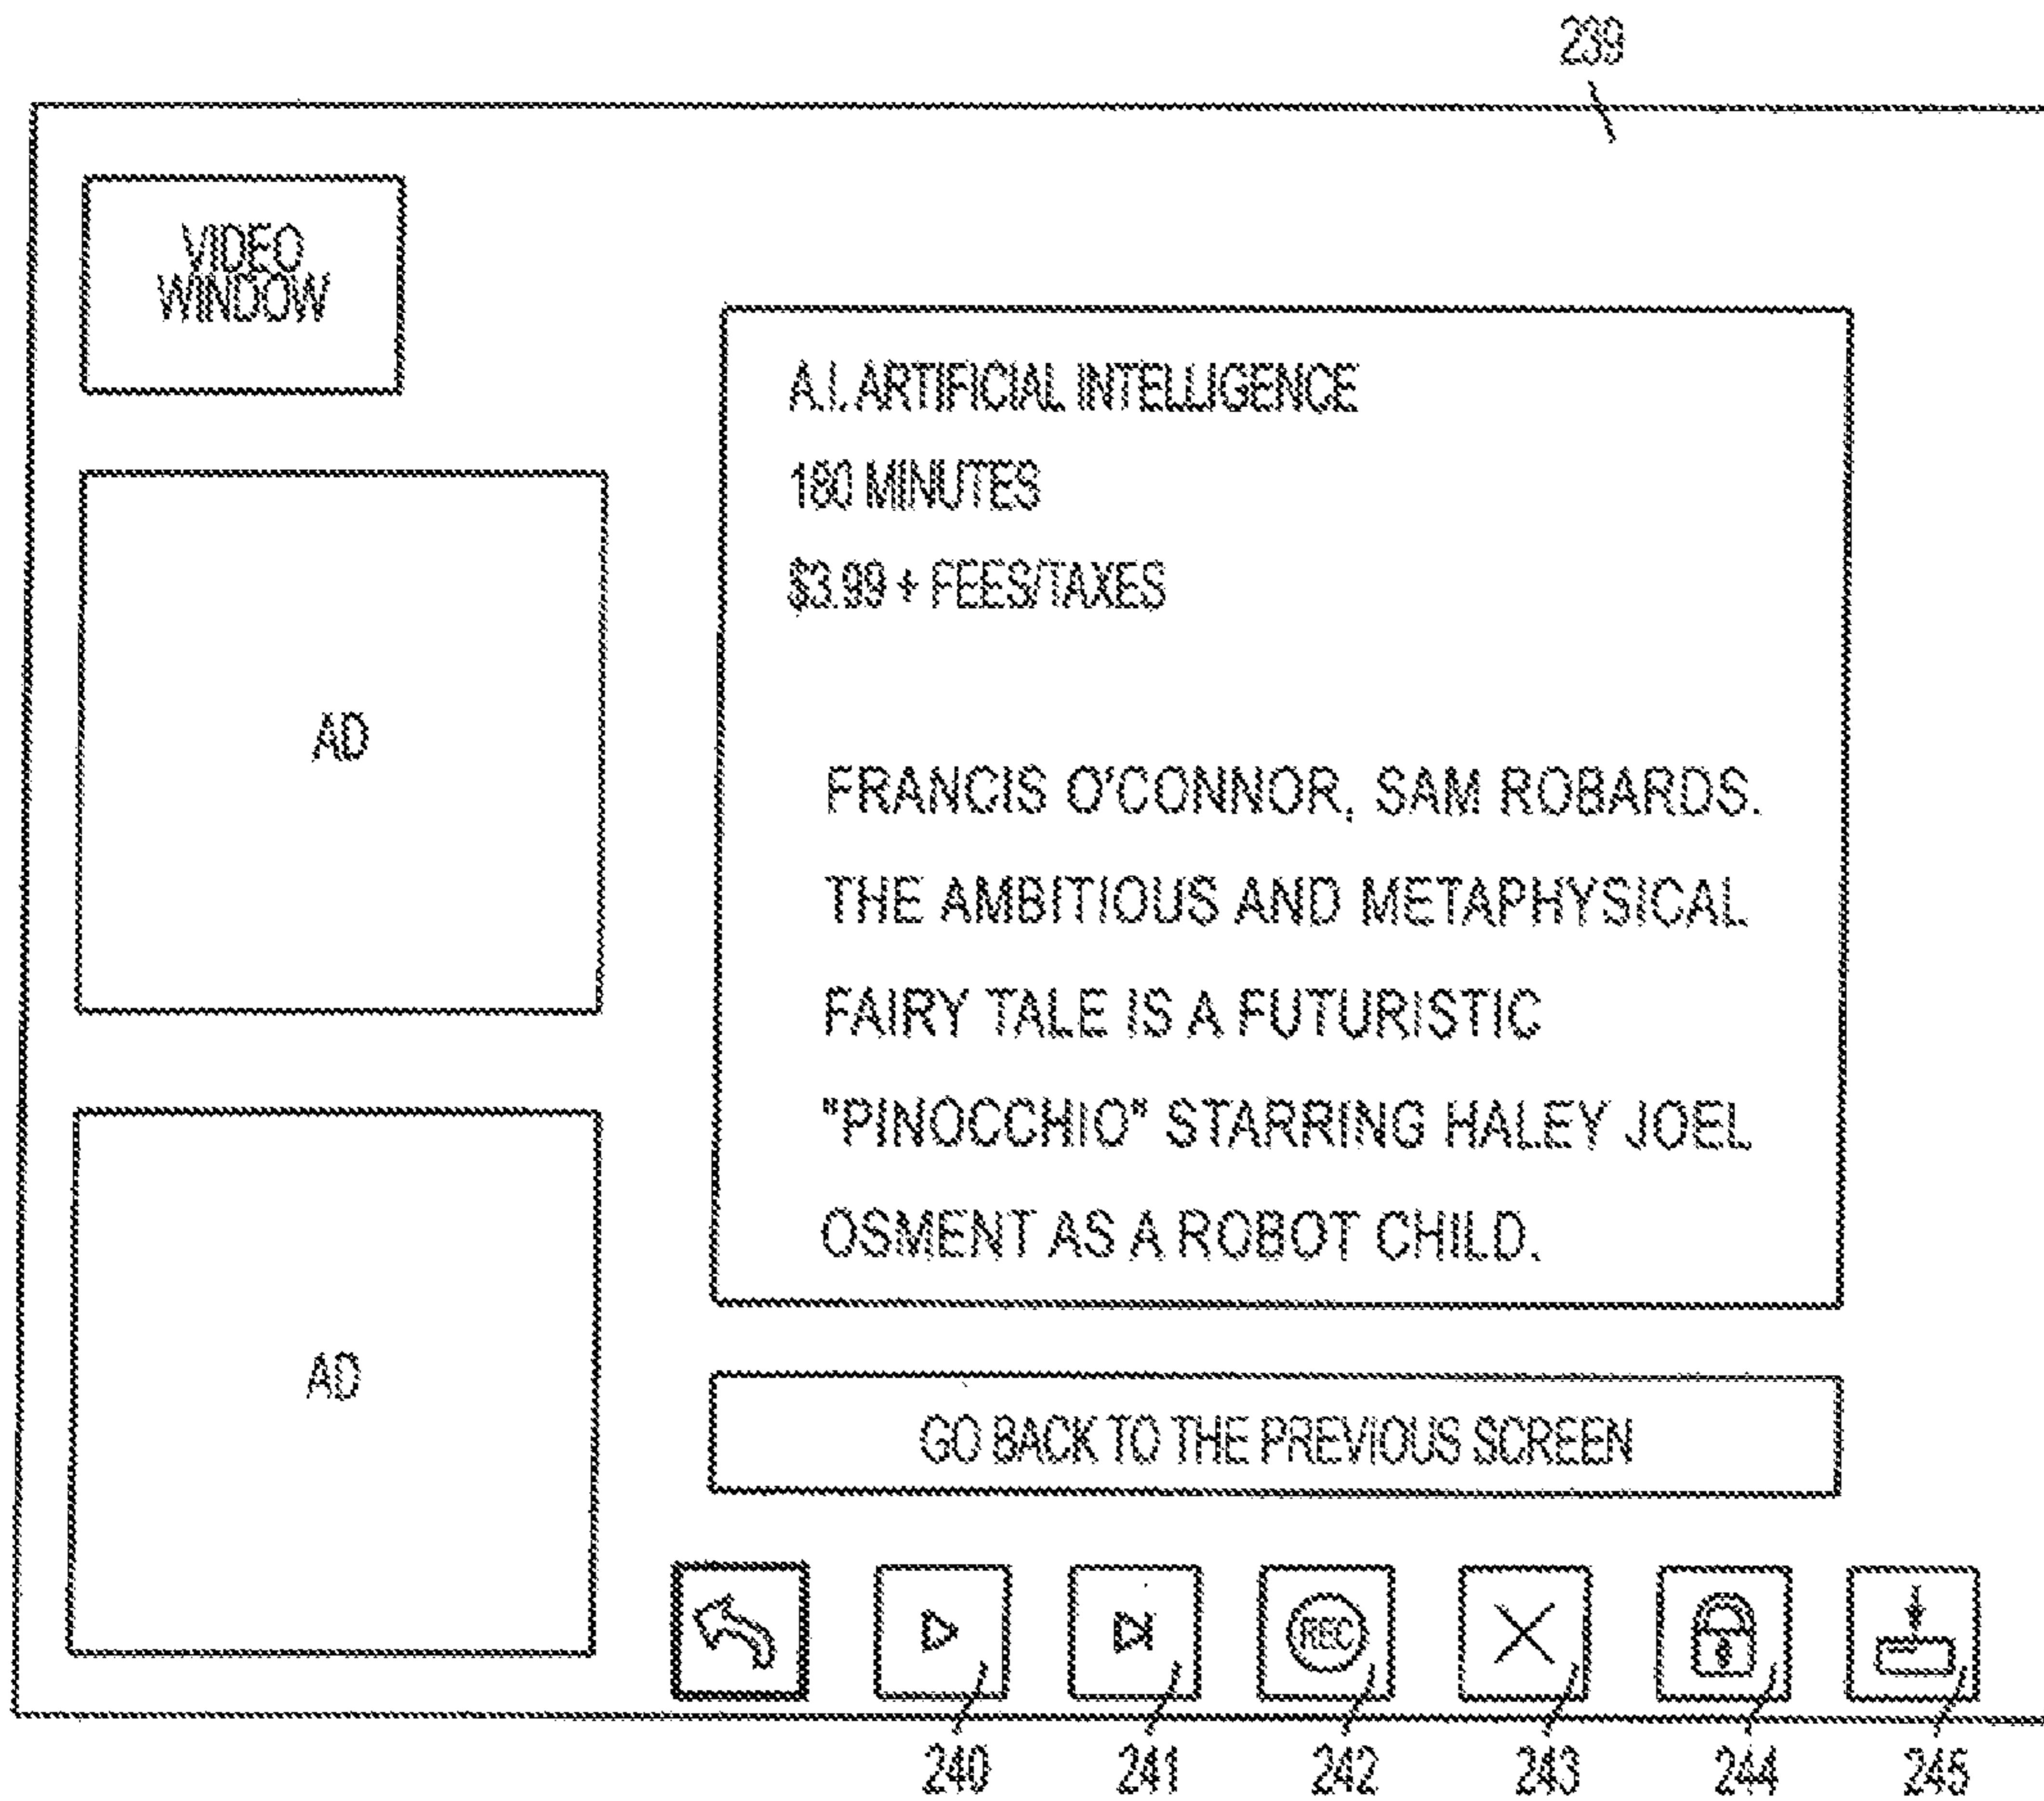 239
VIDEO
WINDOW
A.I. ARTIFICIAL INTELLIGENCE
180 MINUTES
$3.99 + FEES/TAXES
AD
FRANCIS O'CONNOR, SAM ROBARDS.
THE AMBITIOUS AND METAPHYSICAL
FAIRY TALE IS A FUTURISTIC
"PINOCCHIO" STARRING HALEY JOEL
OSMENT AS A ROBOT CHILD.
AD
GO BACK TO THE PREVIOUS SCREEN
REC
240 241 242 243 244 245